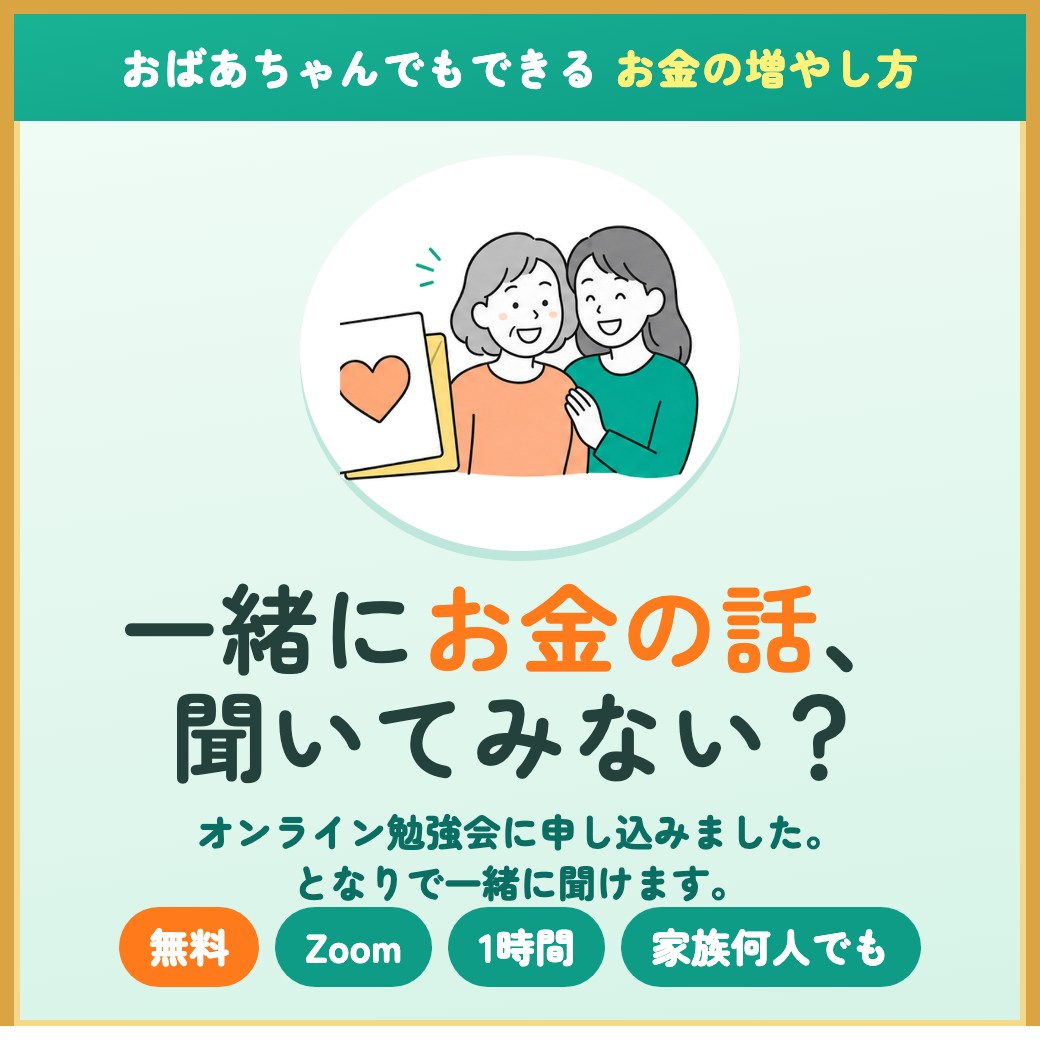 おばあちゃんでもできる お金の増やし方
一緒にお金の話、
聞いてみない？
オンライン勉強会に申し込みました。
となりで一緒に聞けます。
無料 Zoom 1時間 家族何人でも